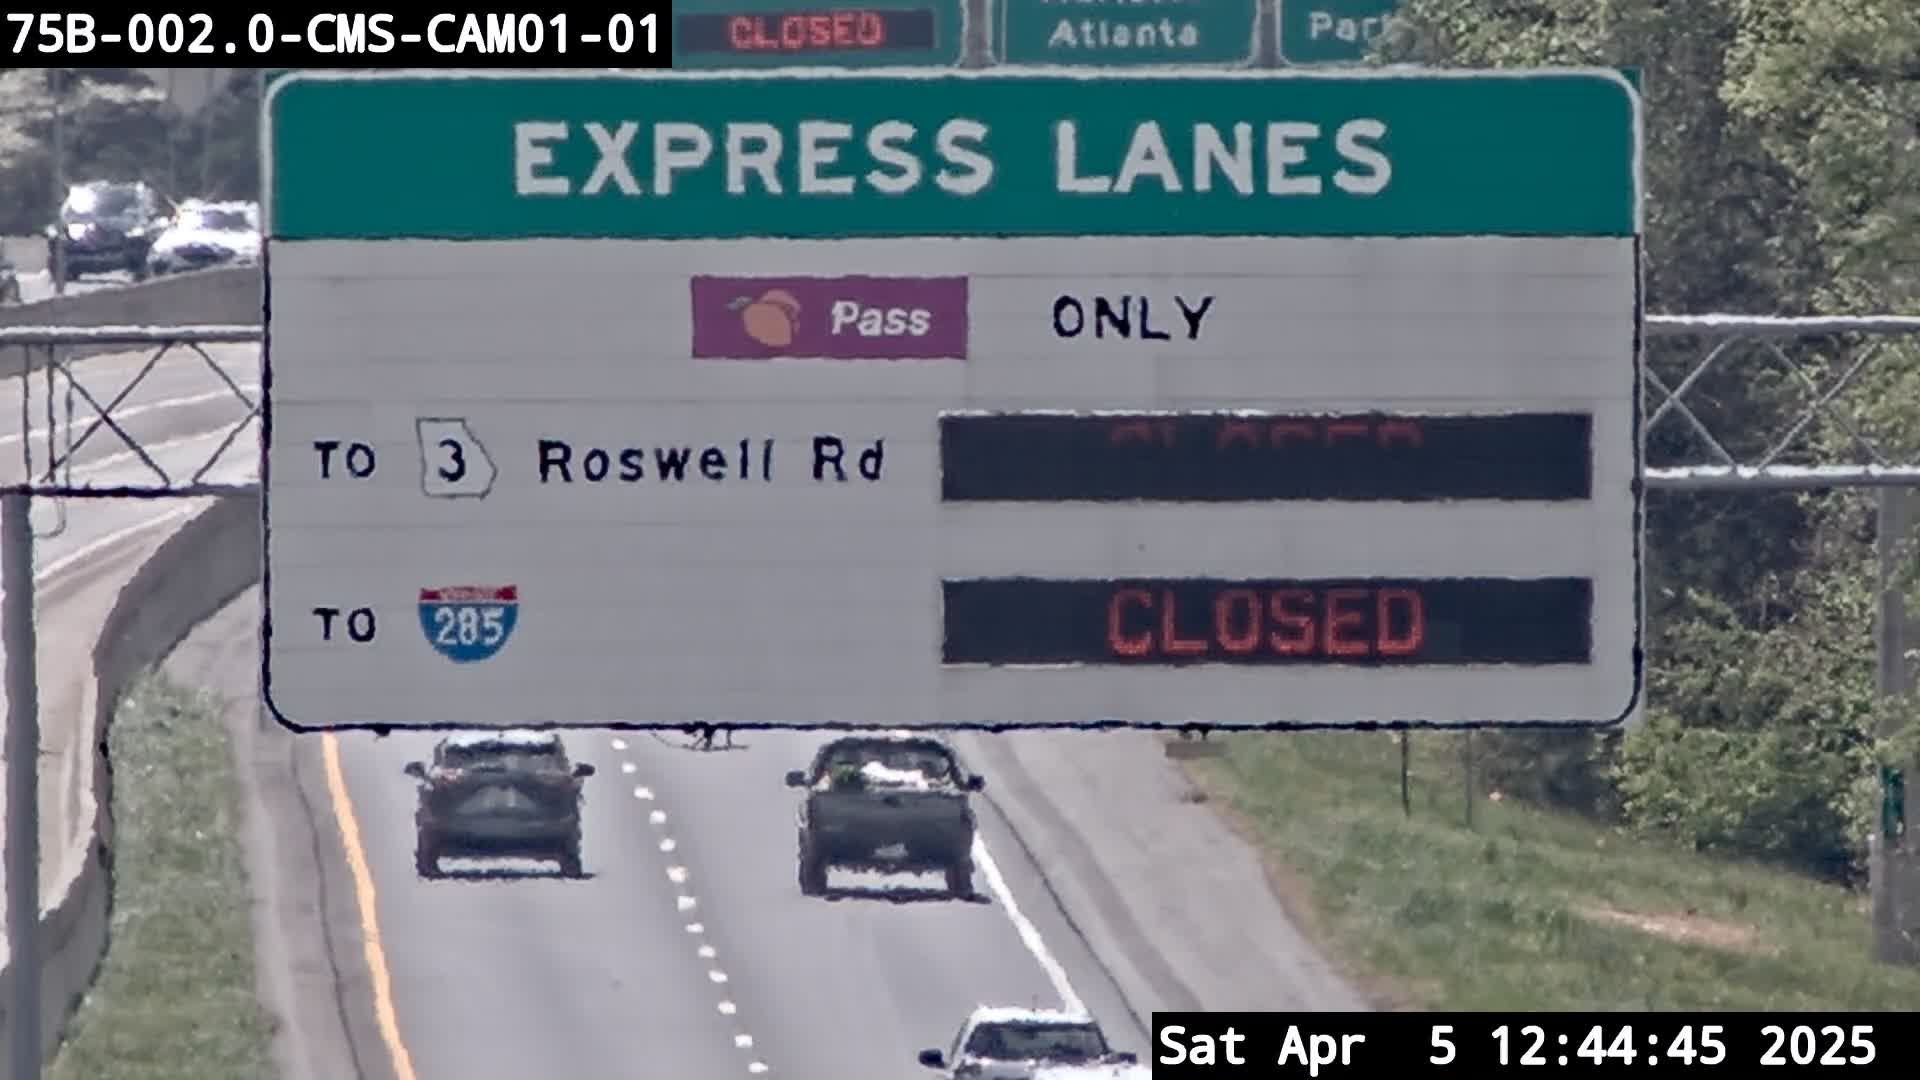 75B-002.0-CMS-CAM01-01
CLOSED
Atlanta
EXPRESS LANES
Pass ONLY
TO 3 Roswell Rd
TO 285 CLOSED
Sat Apr 5 12:44:45 2025